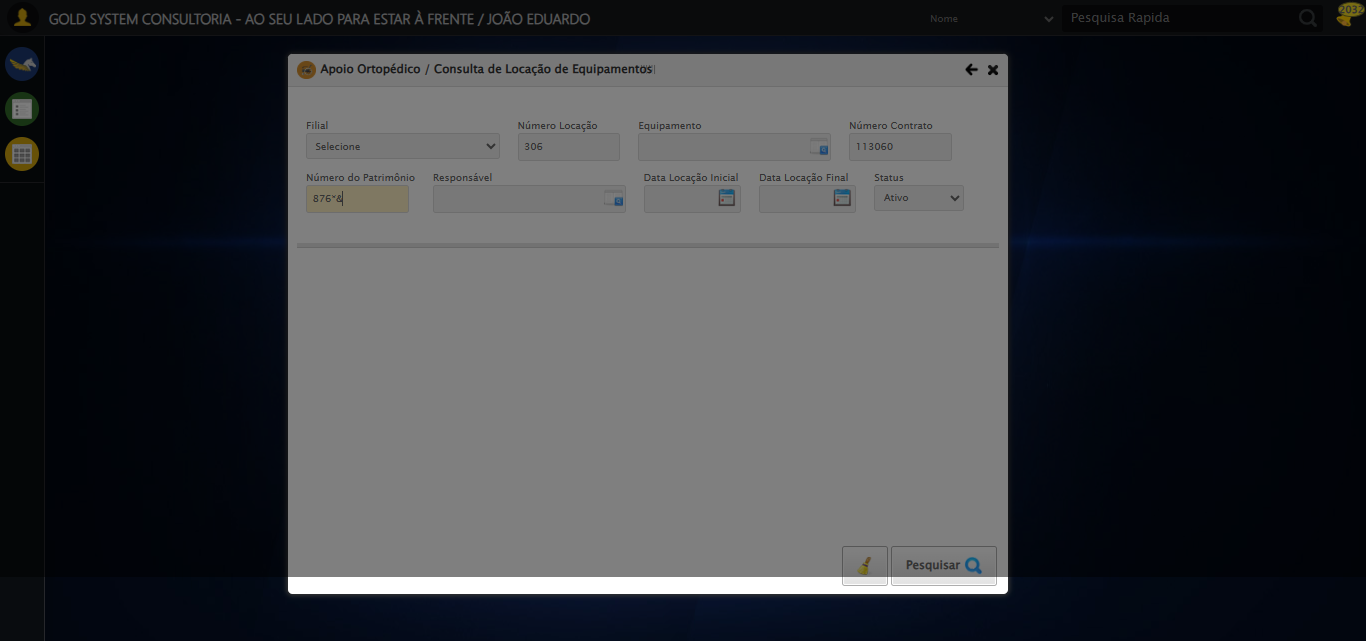 GOLD SYSTEM CONSULTORIA - AO SEU LADO PARA ESTAR À FRENTE / JOÃO EDUARDO
Nome
Pesquisa Rapida
2032
Apoio Ortopédico / Consulta de Locação de Equipamentos
Filial
Número Locação
Equipamento
Número Contrato
Selecione
306
113060
Número do Patrimônio
Responsável
Data Locação Inicial
Data Locação Final
Status
876*&
Ativo
Pesquisar